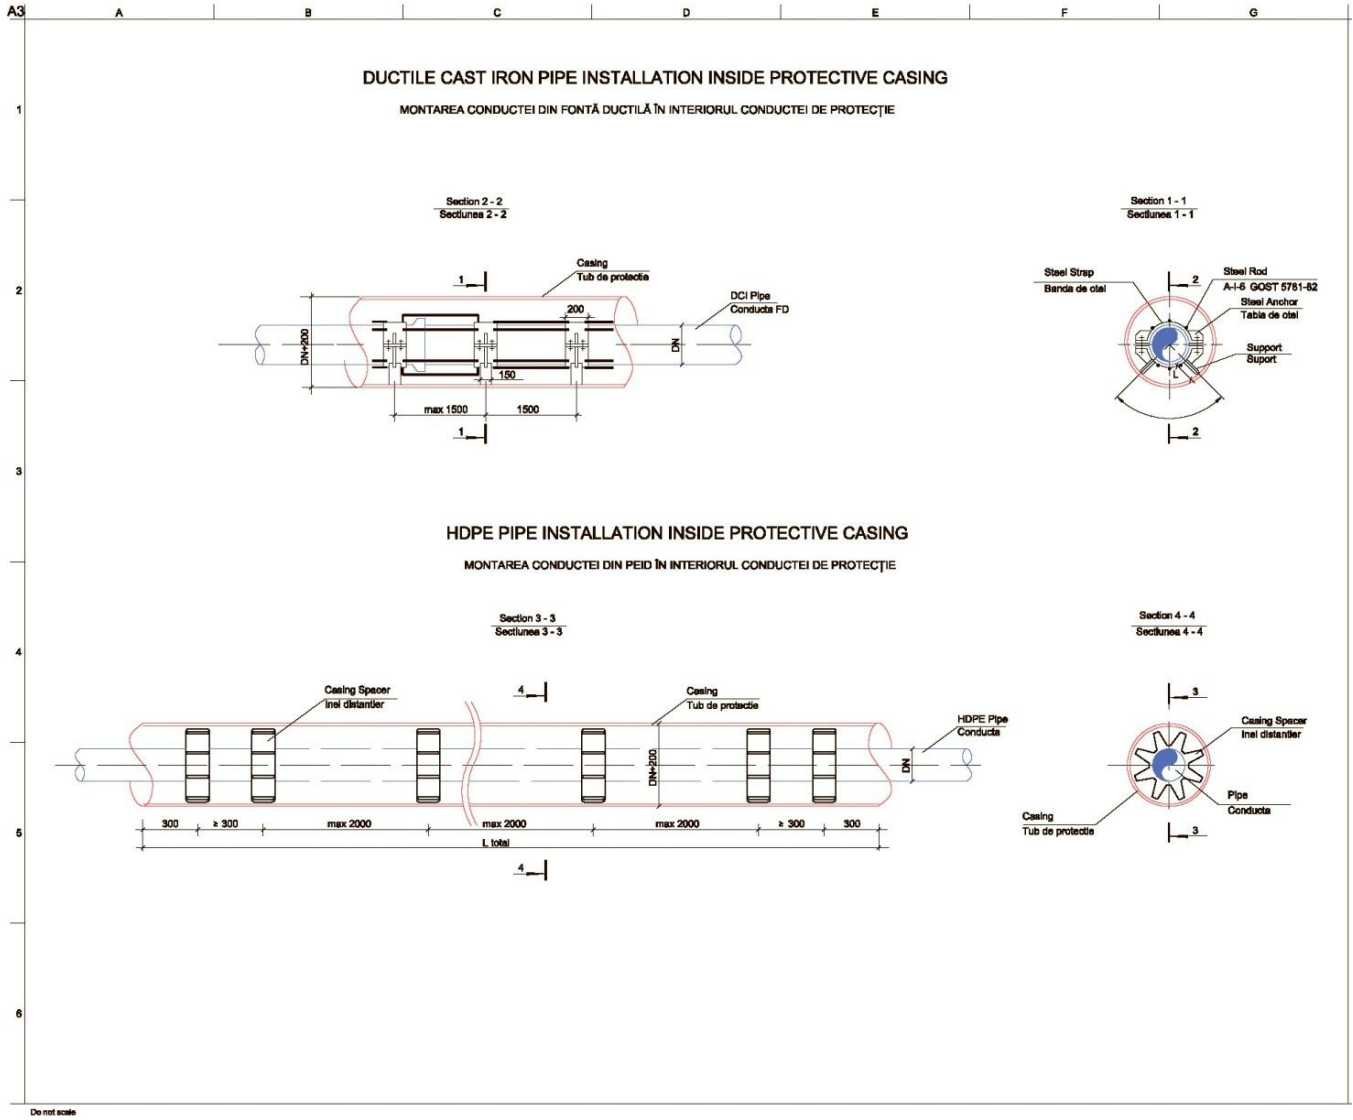 A3
A
B
C
D
E
F
G
1
DUCTILE CAST IRON PIPE INSTALLATION INSIDE PROTECTIVE CASING
MONTAREA CONDUCTEI DIN FONTĂ DUCTILĂ ÎN INTERIORUL CONDUCTEI DE PROTECȚIE
2
Section 2 - 2
Sectiunea 2 - 2
1
Casing
Tub de protectie
DCI Pipe
Conducta FD
200
DN+200
DN
150
max 1500
1500
1
Section 1 - 1
Sectiunea 1 - 1
Steel Strap
Banda de otel
2
Steel Rod
A-I-6 GOST 5781-82
Steel Anchor
Tabla de otel
Support
Suport
L
2
3
HDPE PIPE INSTALLATION INSIDE PROTECTIVE CASING
MONTAREA CONDUCTEI DIN PEID ÎN INTERIORUL CONDUCTEI DE PROTECȚIE
4
Section 3 - 3
Sectiunea 3 - 3
Casing Spacer
Inel distantier
4
Casing
Tub de protectie
HDPE Pipe
Conducta
DN+200
DN
300
≥ 300
max 2000
max 2000
max 2000
≥ 300
300
L total
4
Section 4 - 4
Sectiunea 4 - 4
3
Casing Spacer
Inel distantier
Pipe
Conducta
Casing
Tub de protectie
3
5
6
Do not scale